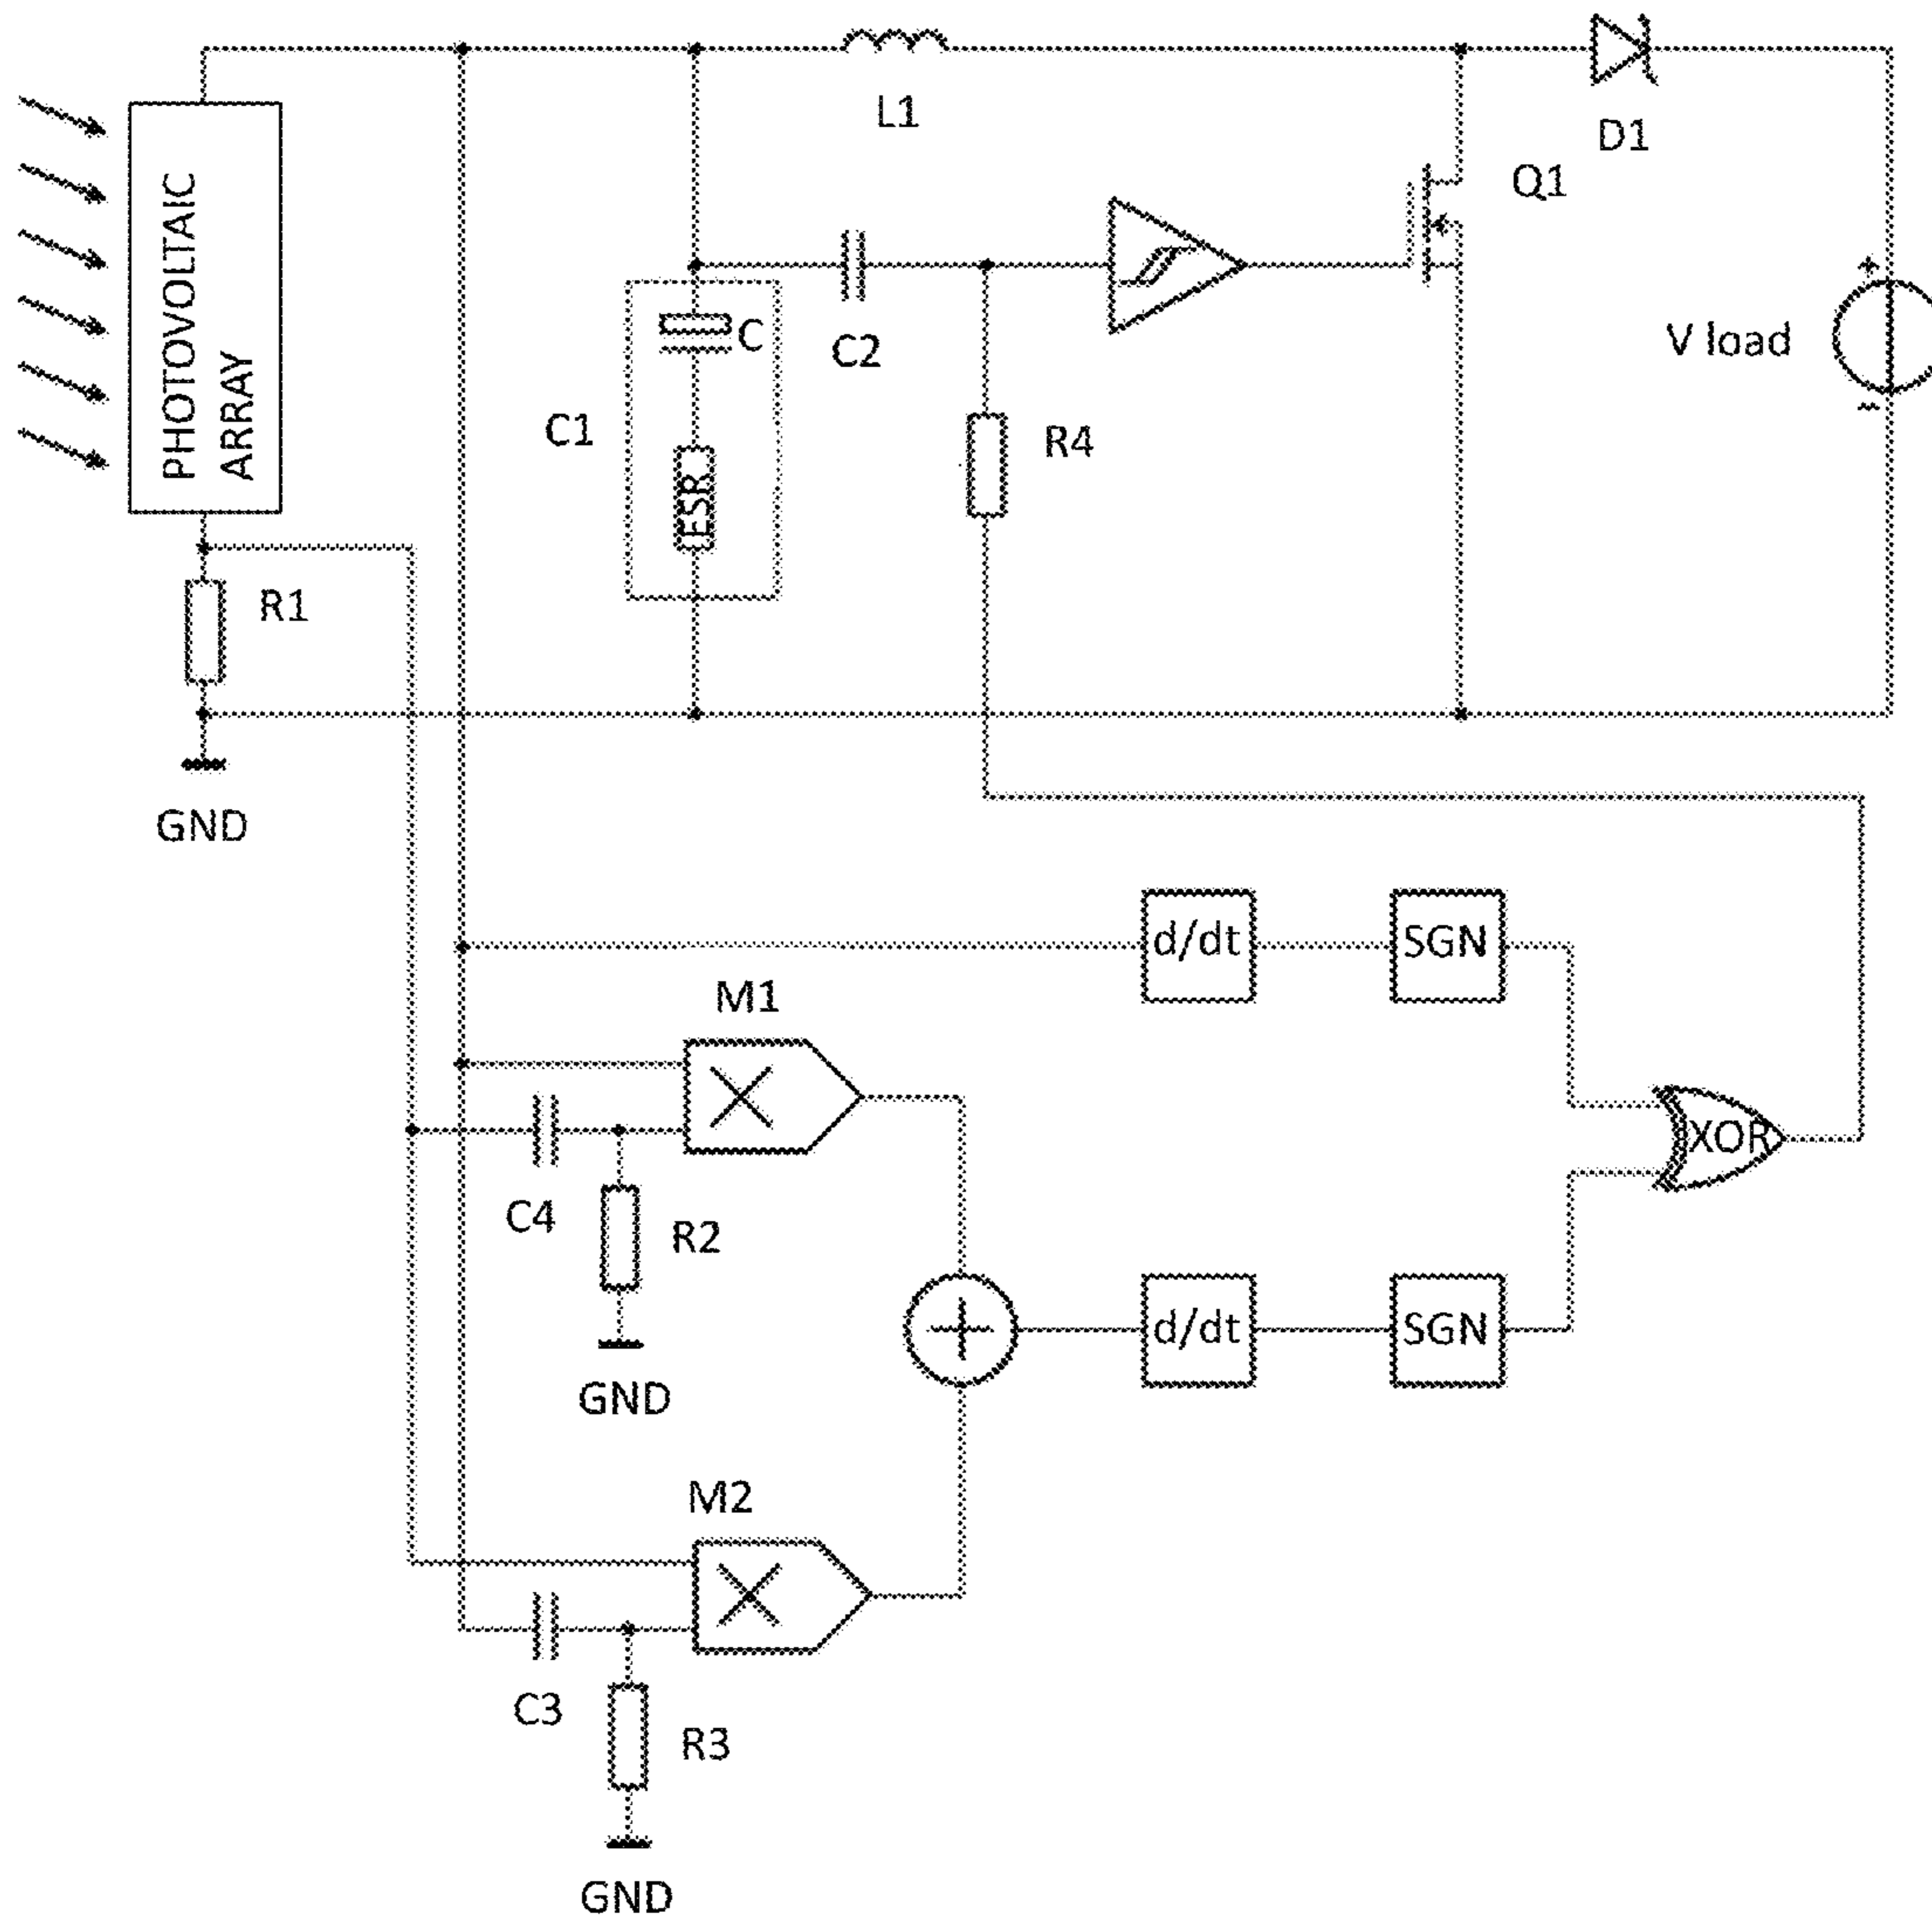 L1
D1
Q1
PHOTOVOLTAIC
ARRAY
+
V load
-
C
C2
C1
R4
ESR
R1
GND
d/dt
SGN
M1
XOR
C4
R2
d/dt
SGN
GND
M2
C3
R3
GND